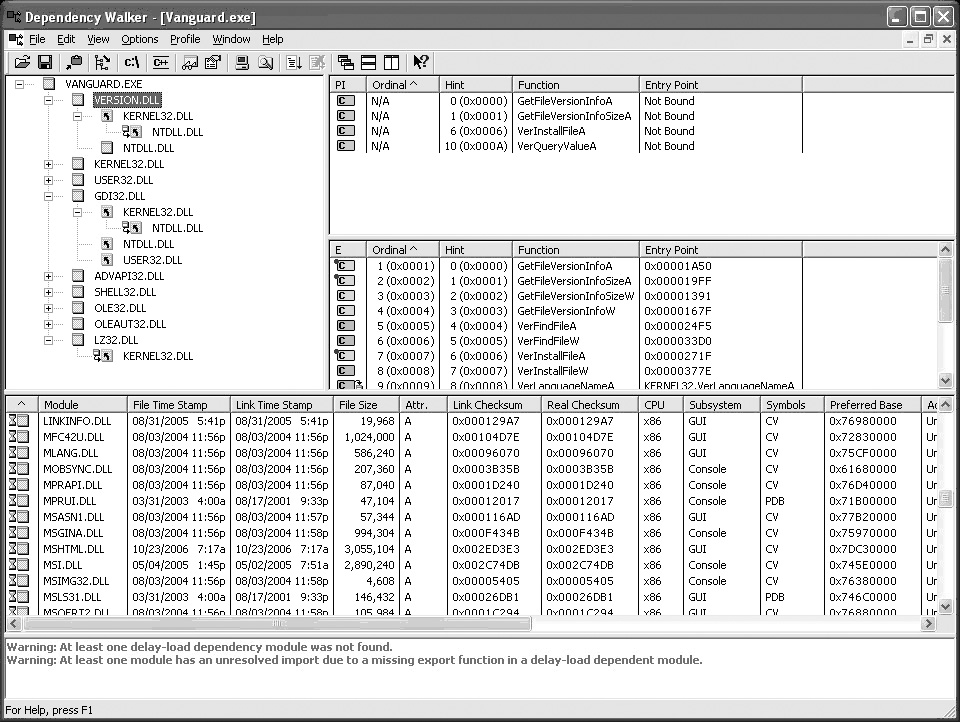 Dependency Walker - [Vanguard.exe]
File Edit View Options Profile Window Help
c:\ C++
VANGUARD.EXE
VERSION.DLL
KERNEL32.DLL
NTDLL.DLL
NTDLL.DLL
KERNEL32.DLL
USER32.DLL
GDI32.DLL
KERNEL32.DLL
NTDLL.DLL
NTDLL.DLL
USER32.DLL
ADVAPI32.DLL
SHELL32.DLL
OLE32.DLL
OLEAUT32.DLL
LZ32.DLL
KERNEL32.DLL
PI Ordinal ^ Hint Function Entry Point
C N/A 0 (0x0000) GetFileVersionInfoA Not Bound
C N/A 1 (0x0001) GetFileVersionInfoSizeA Not Bound
C N/A 6 (0x0006) VerInstallFileA Not Bound
C N/A 10 (0x000A) VerQueryValueA Not Bound
E Ordinal ^ Hint Function Entry Point
C 1 (0x0001) 0 (0x0000) GetFileVersionInfoA 0x00001A50
C 2 (0x0002) 1 (0x0001) GetFileVersionInfoSizeA 0x000019FF
C 3 (0x0003) 2 (0x0002) GetFileVersionInfoSizeW 0x00001391
C 4 (0x0004) 3 (0x0003) GetFileVersionInfoW 0x0000167F
C 5 (0x0005) 4 (0x0004) VerFindFileA 0x000024F5
C 6 (0x0006) 5 (0x0005) VerFindFileW 0x000033D0
C 7 (0x0007) 6 (0x0006) VerInstallFileA 0x0000271F
C 8 (0x0008) 7 (0x0007) VerInstallFileW 0x0000377E
C 9 (0x0009) 8 (0x0008) VerLanguageNameA KERNEL32.VerLanguageNameA
^ Module File Time Stamp Link Time Stamp File Size Attr. Link Checksum Real Checksum CPU Subsystem Symbols Preferred Base Ac
LINKINFO.DLL 08/31/2005 5:41p 08/31/2005 5:41p 19,968 A 0x000129A7 0x000129A7 x86 GUI CV 0x76980000 Ur
MFC42U.DLL 08/03/2004 11:56p 08/03/2004 11:56p 1,024,000 A 0x00104D7E 0x00104D7E x86 GUI CV 0x72830000 Ur
MLANG.DLL 08/03/2004 11:56p 08/03/2004 11:56p 586,240 A 0x00096070 0x00096070 x86 GUI CV 0x75CF0000 Ur
MOBSYNC.DLL 08/03/2004 11:56p 08/03/2004 11:56p 207,360 A 0x0003B35B 0x0003B35B x86 Console CV 0x61680000 Ur
MPRAPI.DLL 08/03/2004 11:56p 08/03/2004 11:56p 87,040 A 0x0001D240 0x0001D240 x86 Console CV 0x76D40000 Ur
MPRUI.DLL 03/31/2003 4:00a 08/17/2001 9:33p 47,104 A 0x00012017 0x00012017 x86 Console PDB 0x71B00000 Ur
MSASN1.DLL 08/03/2004 11:56p 08/03/2004 11:57p 57,344 A 0x000116AD 0x000116AD x86 GUI CV 0x77B20000 Ur
MSGINA.DLL 08/03/2004 11:56p 08/03/2004 11:58p 994,304 A 0x000F434B 0x000F434B x86 Console CV 0x75970000 Ur
MSHTML.DLL 10/23/2006 7:17a 10/23/2006 7:17a 3,055,104 A 0x002ED3E3 0x002ED3E3 x86 GUI CV 0x7DC30000 Ur
MSI.DLL 05/04/2005 1:45p 05/02/2005 7:51a 2,890,240 A 0x002C74DB 0x002C74DB x86 Console CV 0x745E0000 Ur
MSIMG32.DLL 08/03/2004 11:56p 08/03/2004 11:58p 4,608 A 0x00005405 0x00005405 x86 Console CV 0x76380000 Ur
MSLS31.DLL 03/31/2003 4:00a 08/17/2001 9:33p 146,432 A 0x00026DB1 0x00026DB1 x86 GUI PDB 0x746C0000 Ur
MSOERT2.DLL 08/03/2004 11:56p 08/03/2004 11:58p 105,984 A 0x0001C294 0x0001C294 x86 GUI CV 0x76880000 Ur
Warning: At least one delay-load dependency module was not found.
Warning: At least one module has an unresolved import due to a missing export function in a delay-load dependent module.
For Help, press F1